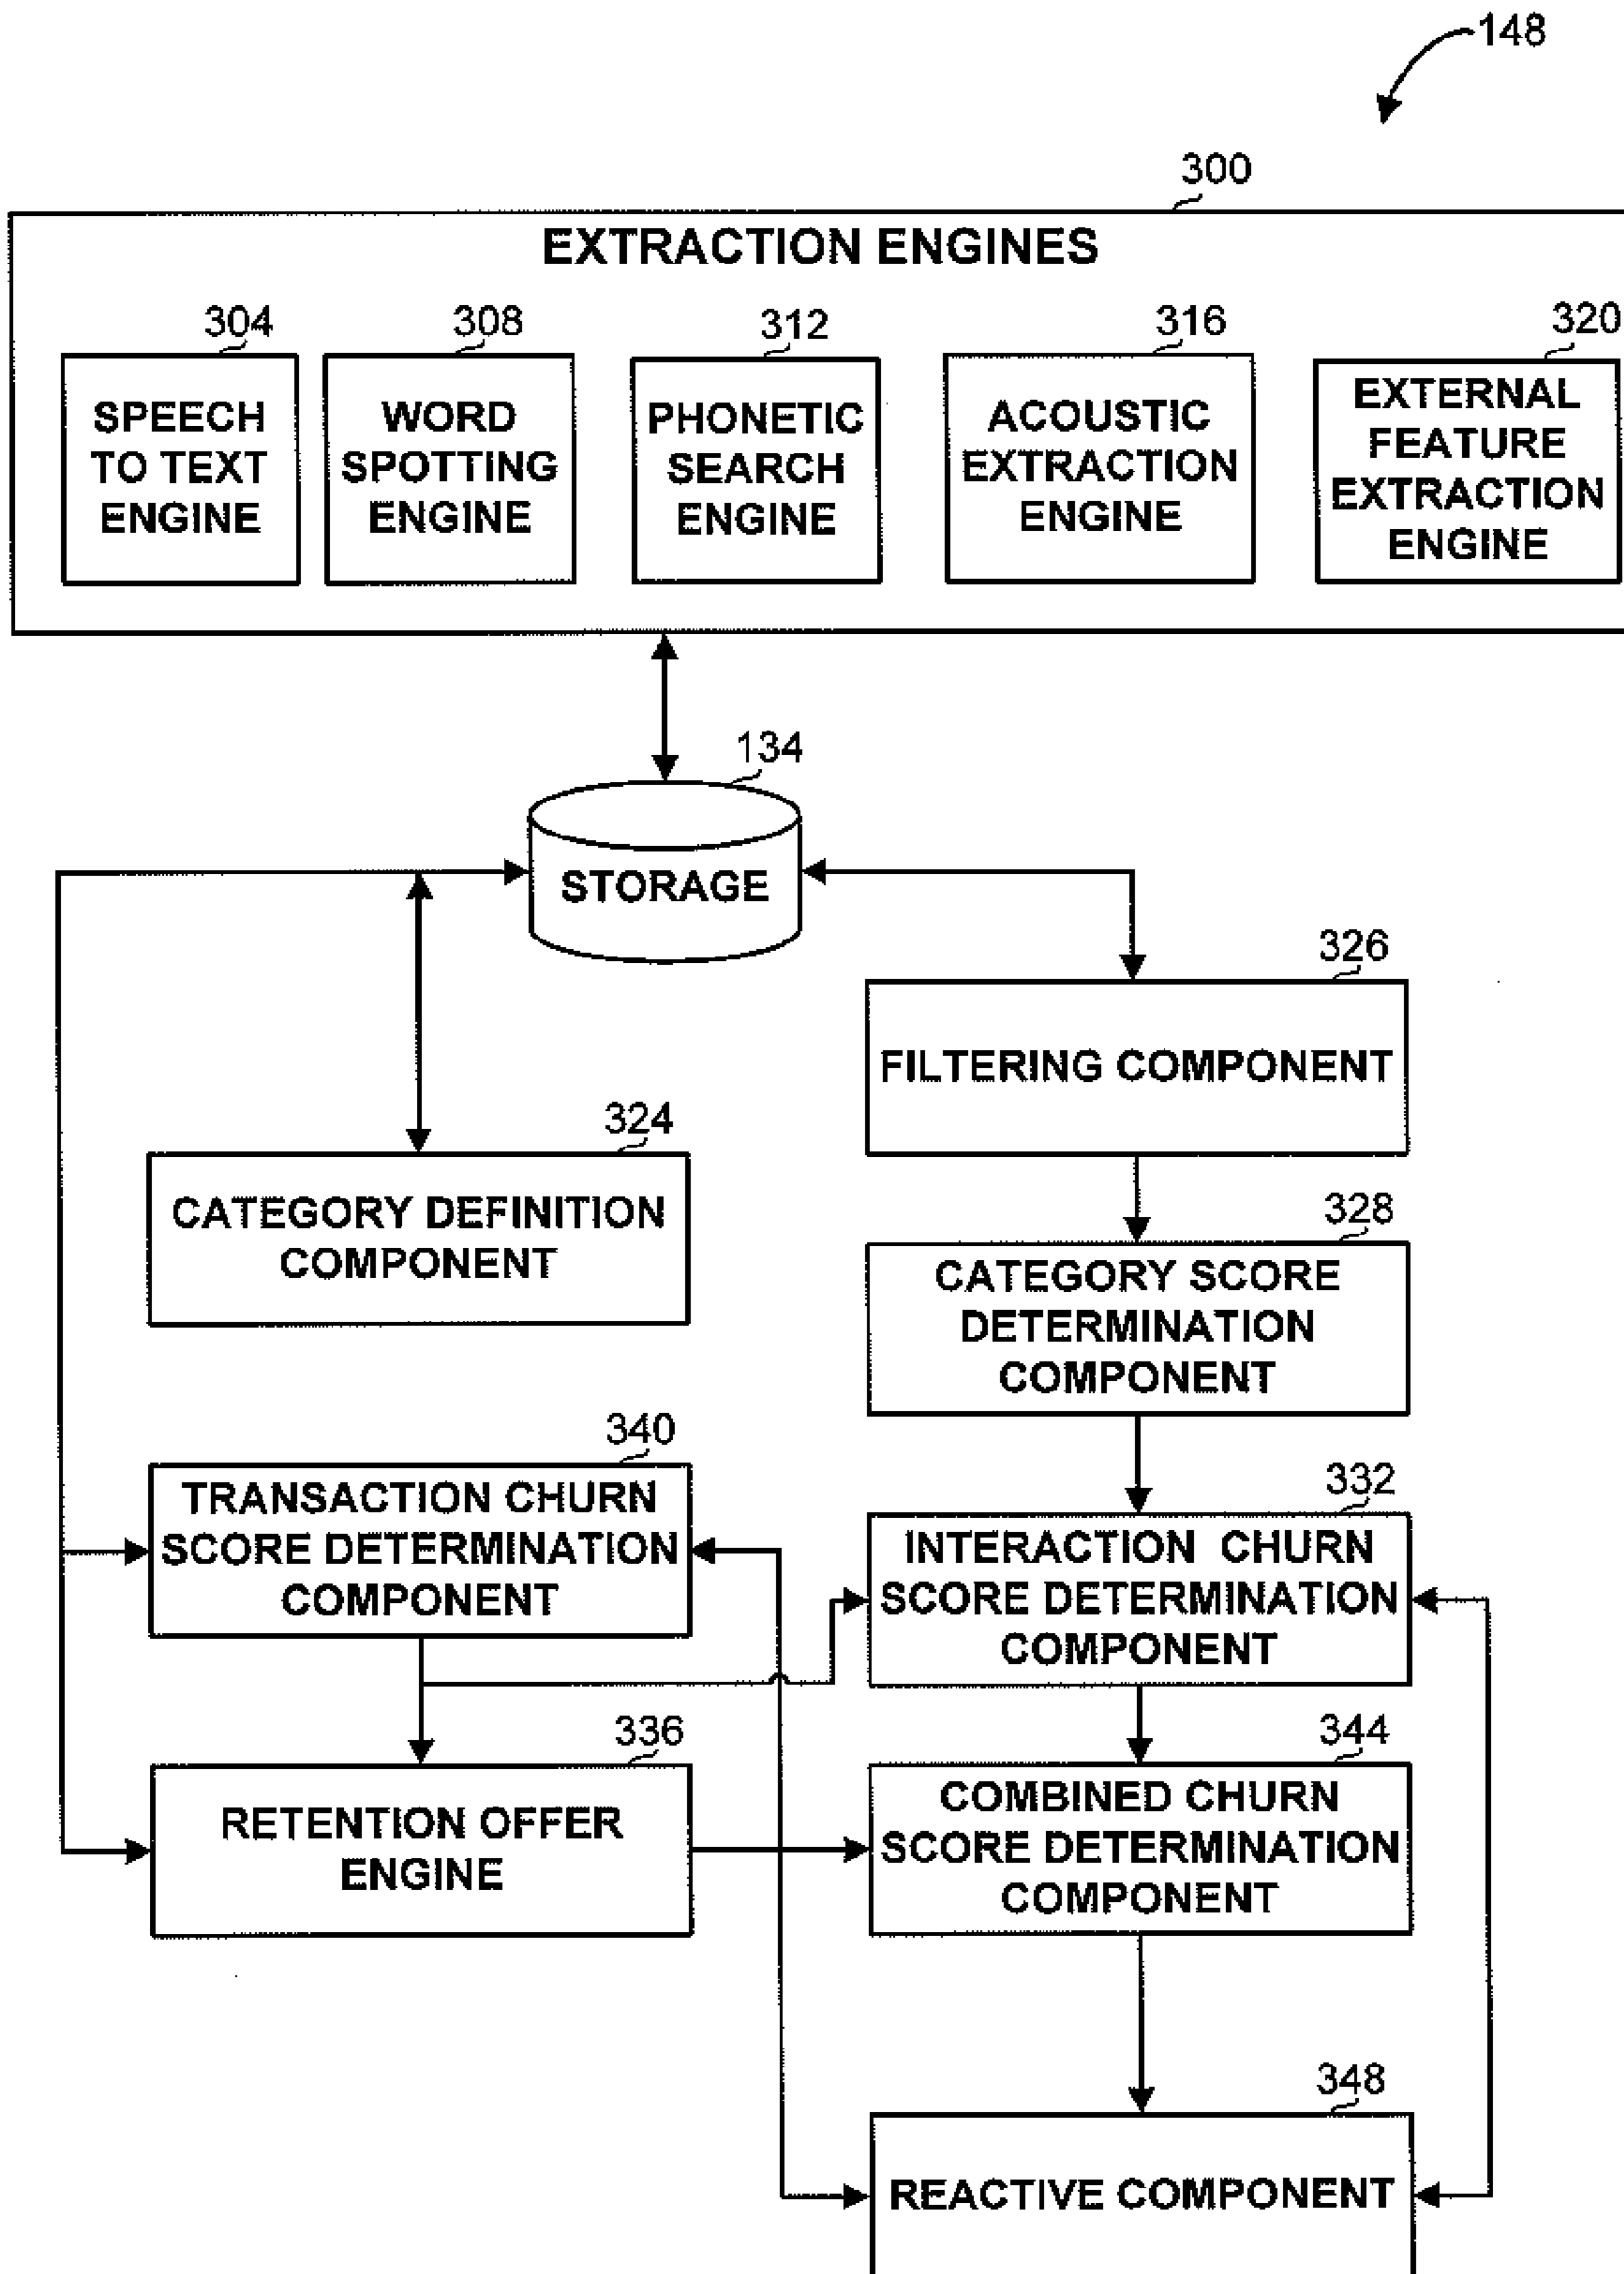 148
300
EXTRACTION ENGINES
304
SPEECH
TO TEXT
ENGINE
308
WORD
SPOTTING
ENGINE
312
PHONETIC
SEARCH
ENGINE
316
ACOUSTIC
EXTRACTION
ENGINE
320
EXTERNAL
FEATURE
EXTRACTION
ENGINE
134
STORAGE
326
FILTERING COMPONENT
324
CATEGORY DEFINITION
COMPONENT
328
CATEGORY SCORE
DETERMINATION
COMPONENT
340
TRANSACTION CHURN
SCORE DETERMINATION
COMPONENT
332
INTERACTION CHURN
SCORE DETERMINATION
COMPONENT
336
RETENTION OFFER
ENGINE
344
COMBINED CHURN
SCORE DETERMINATION
COMPONENT
348
REACTIVE COMPONENT